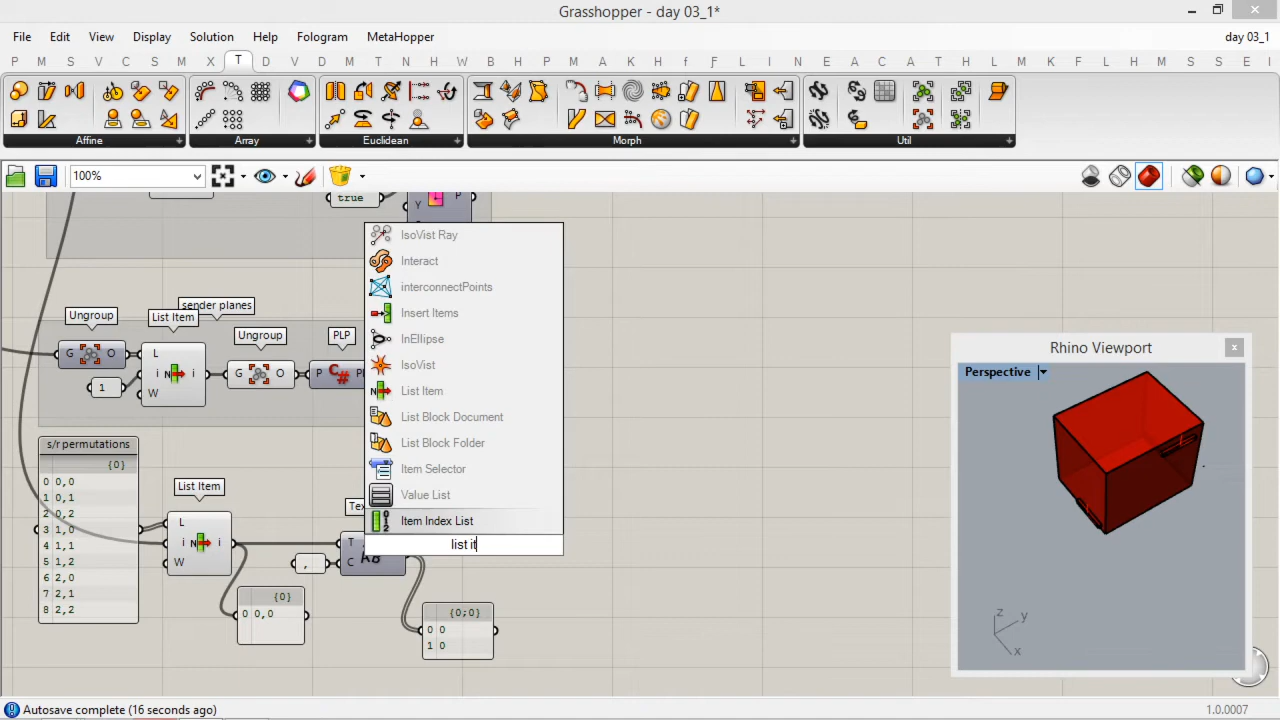 Grasshopper - day 03_1*
File Edit View Display Solution Help Fologram MetaHopper day 03_1
P M S V C S M X T D V D M T N W B D M A F F A M L N E L A T H E I
Affine Array Euclidean Morph Util
100%
true
Y
P
IsoVist Ray
Interact
interconnectPoints
Insert Items
InEllipse
IsoVist
List Item
List Block Document
List Block Folder
Item Selector
Value List
Item Index List
list it
sender planes
Ungroup
List Item
Ungroup
PLP
G O
L
i N i
W
1
G O
P C# Pl
s/r permutations
{0}
0 0,0
1 0,1
2 0,2
3 1,0
4 1,1
5 1,2
6 2,0
7 2,1
8 2,2
List Item
L
i N i
W
{0}
0 0,0
Tex
T
C
AB
,
{0;0}
0 0
1 0
Rhino Viewport
x
Perspective
z
y
x
Autosave complete (16 seconds ago)
1.0.0007